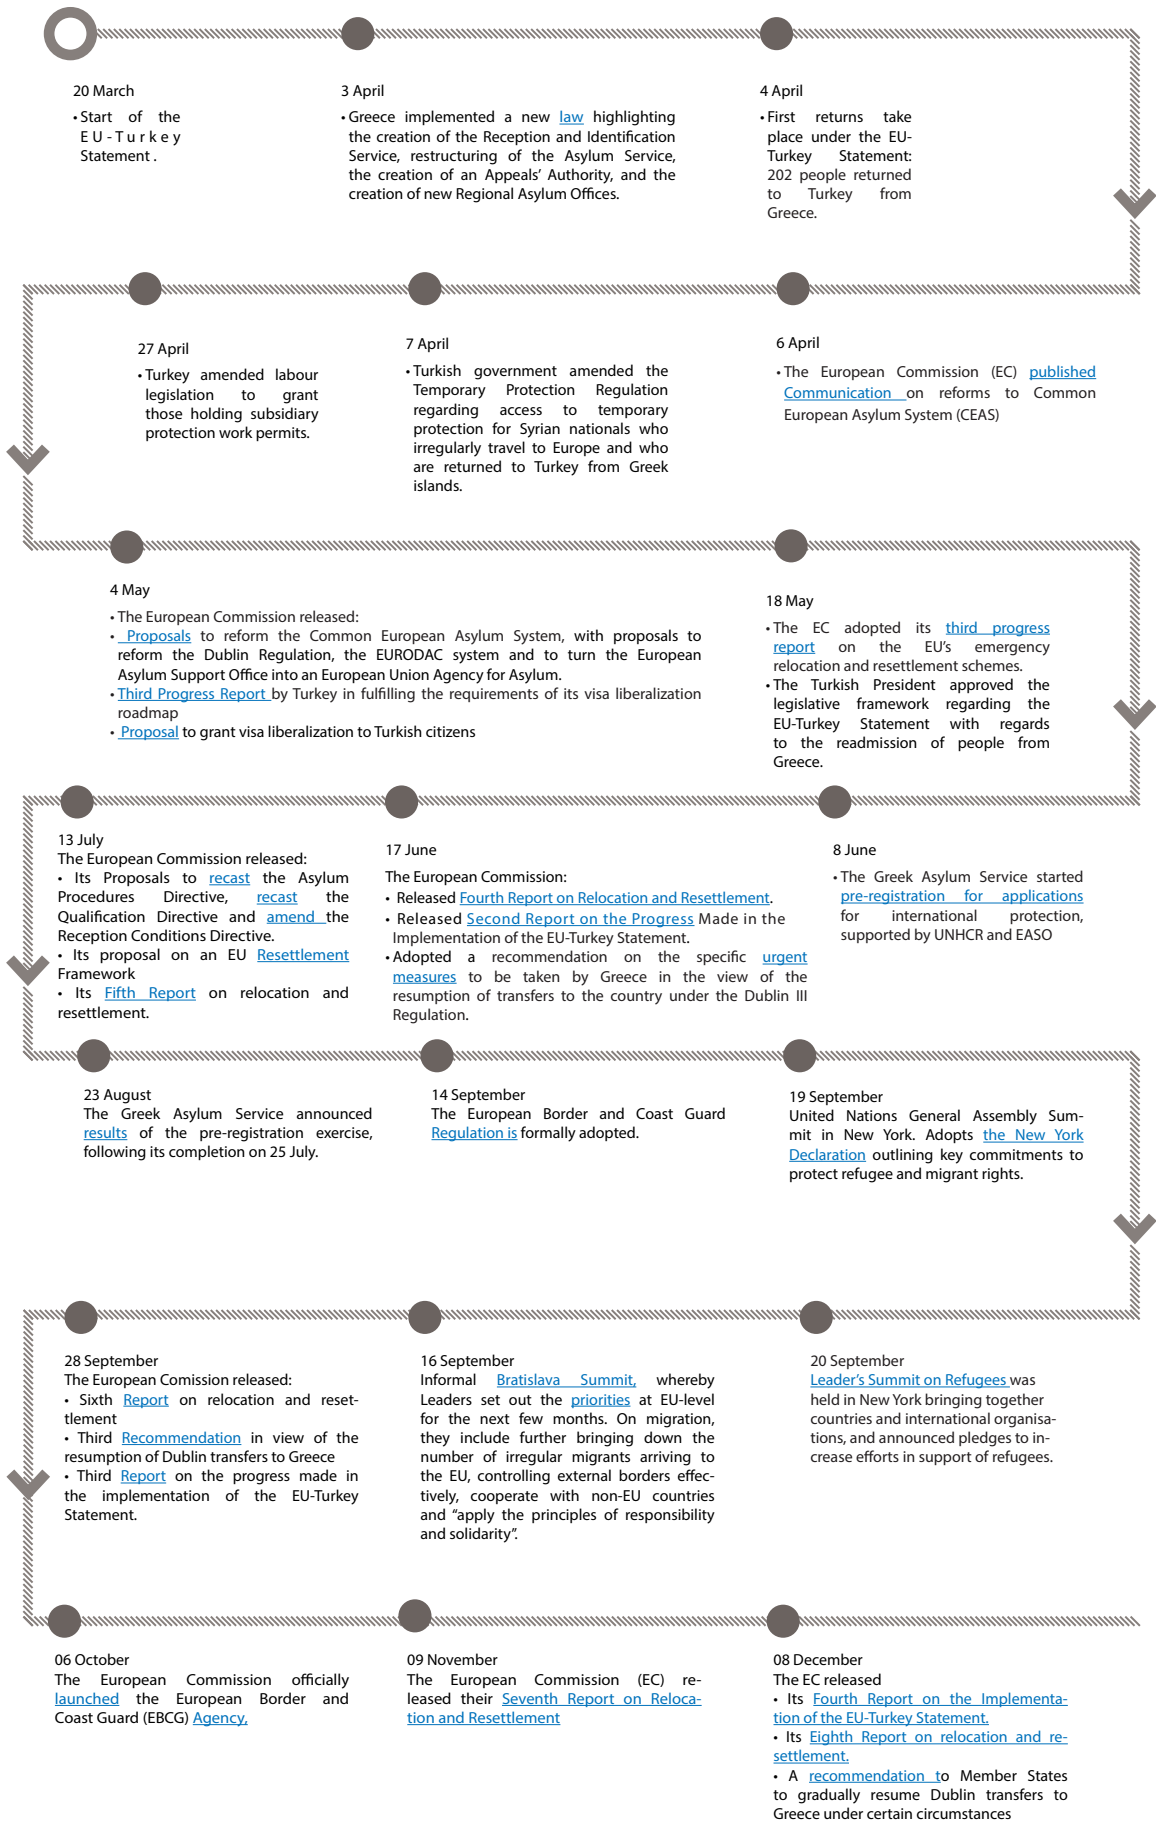 20 March
• Start of the
EU-Turkey
Statement .
3 April
• Greece implemented a new law highlighting
the creation of the Reception and Identification
Service, restructuring of the Asylum Service,
the creation of an Appeals’ Authority, and the
creation of new Regional Asylum Offices.
4 April
• First returns take
place under the EU-
Turkey Statement:
202 people returned
to Turkey from
Greece.
6 April
• The European Commission (EC) published
Communication on reforms to Common
European Asylum System (CEAS)
7 April
• Turkish government amended the
Temporary Protection Regulation
regarding access to temporary
protection for Syrian nationals who
irregularly travel to Europe and who
are returned to Turkey from Greek
islands.
27 April
• Turkey amended labour
legislation to grant
those holding subsidiary
protection work permits.
4 May
• The European Commission released:
• Proposals to reform the Common European Asylum System, with proposals to
reform the Dublin Regulation, the EURODAC system and to turn the European
Asylum Support Office into an European Union Agency for Asylum.
• Third Progress Report by Turkey in fulfilling the requirements of its visa liberalization
roadmap
• Proposal to grant visa liberalization to Turkish citizens
18 May
• The EC adopted its third progress
report on the EU’s emergency
relocation and resettlement schemes.
• The Turkish President approved the
legislative framework regarding the
EU-Turkey Statement with regards
to the readmission of people from
Greece.
8 June
• The Greek Asylum Service started
pre-registration for applications
for international protection,
supported by UNHCR and EASO
17 June
The European Commission:
• Released Fourth Report on Relocation and Resettlement.
• Released Second Report on the Progress Made in the
Implementation of the EU-Turkey Statement.
• Adopted a recommendation on the specific urgent
measures to be taken by Greece in the view of the
resumption of transfers to the country under the Dublin III
Regulation.
13 July
The European Commission released:
• Its Proposals to recast the Asylum
Procedures Directive, recast the
Qualification Directive and amend the
Reception Conditions Directive.
• Its proposal on an EU Resettlement
Framework
• Its Fifth Report on relocation and
resettlement.
23 August
The Greek Asylum Service announced
results of the pre-registration exercise,
following its completion on 25 July.
14 September
The European Border and Coast Guard
Regulation is formally adopted.
19 September
United Nations General Assembly Sum-
mit in New York. Adopts the New York
Declaration outlining key commitments to
protect refugee and migrant rights.
20 September
Leader’s Summit on Refugees was
held in New York bringing together
countries and international organisa-
tions, and announced pledges to in-
crease efforts in support of refugees.
16 September
Informal Bratislava Summit, whereby
Leaders set out the priorities at EU-level
for the next few months. On migration,
they include further bringing down the
number of irregular migrants arriving to
the EU, controlling external borders effec-
tively, cooperate with non-EU countries
and “apply the principles of responsibility
and solidarity”.
28 September
The European Comission released:
• Sixth Report on relocation and reset-
tlement
• Third Recommendation in view of the
resumption of Dublin transfers to Greece
• Third Report on the progress made in
the implementation of the EU-Turkey
Statement.
06 October
The European Commission officially
launched the European Border and
Coast Guard (EBCG) Agency,
09 November
The European Commission (EC) re-
leased their Seventh Report on Reloca-
tion and Resettlement
08 December
The EC released
• Its Fourth Report on the Implementa-
tion of the EU-Turkey Statement.
• Its Eighth Report on relocation and re-
settlement.
• A recommendation to Member States
to gradually resume Dublin transfers to
Greece under certain circumstances